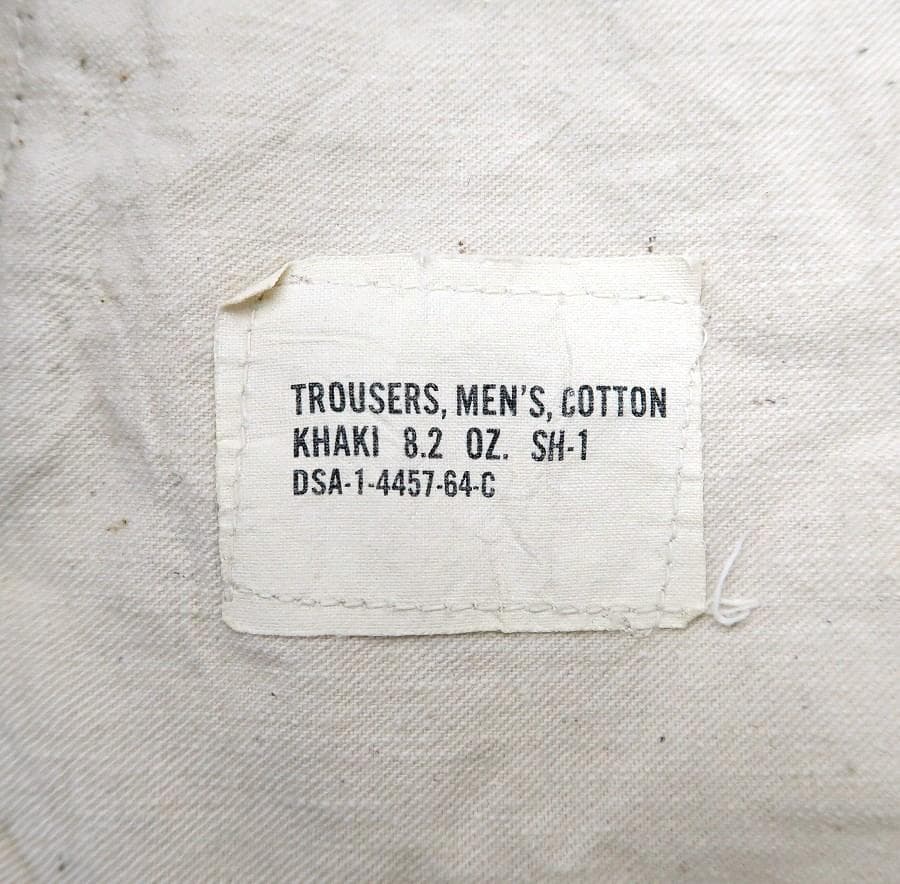 TROUSERS, MEN'S, COTTON
KHAKI 8.2 OZ. SH-1
DSA-1-4457-64-C